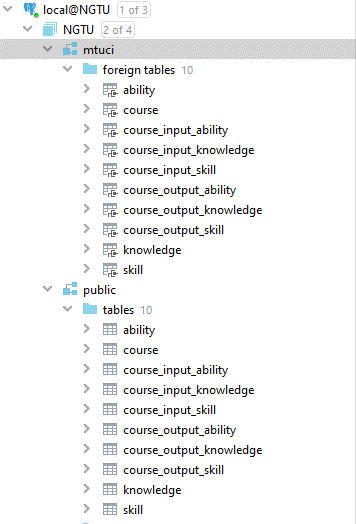 local@NGTU 1 of 3
NGTU 2 of 4
mtuci
foreign tables 10
ability
course
course_input_ability
course_input_knowledge
course_input_skill
course_output_ability
course_output_knowledge
course_output_skill
knowledge
skill
public
tables 10
ability
course
course_input_ability
course_input_knowledge
course_input_skill
course_output_ability
course_output_knowledge
course_output_skill
knowledge
skill